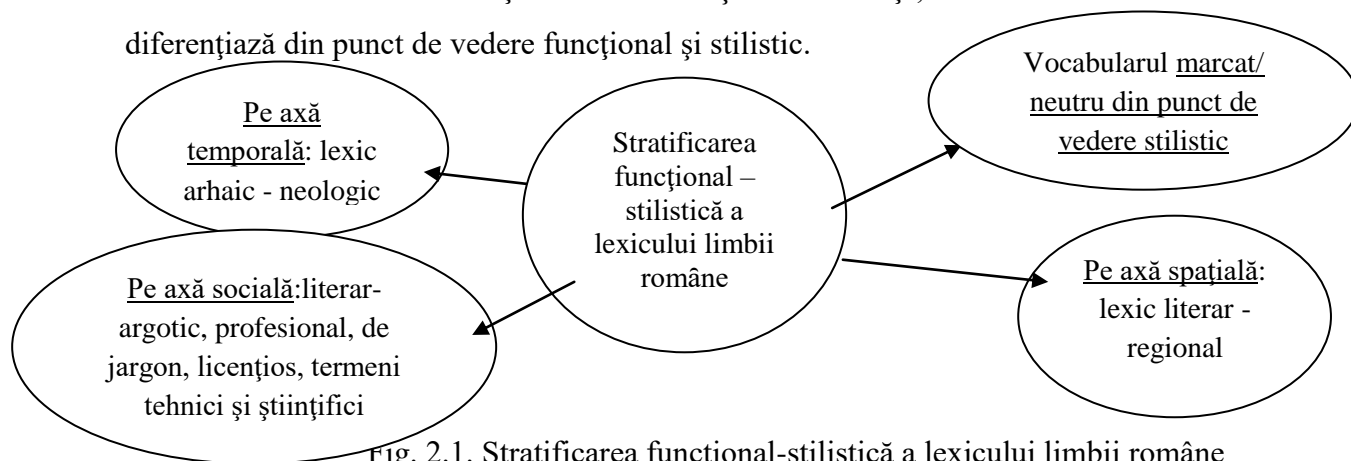 diferenţiază din punct de vedere funcţional şi stilistic.
Pe axă
temporală: lexic
arhaic - neologic
Stratificarea
funcţional –
stilistică a
lexicului limbii
române
Vocabularul marcat/
neutru din punct de
vedere stilistic
Pe axă socială:literar-
argotic, profesional, de
jargon, licenţios, termeni
tehnici şi ştiinţifici
Pe axă spaţială:
lexic literar -
regional
Fig. 2.1. Stratificarea funcţional-stilistică a lexicului limbii române